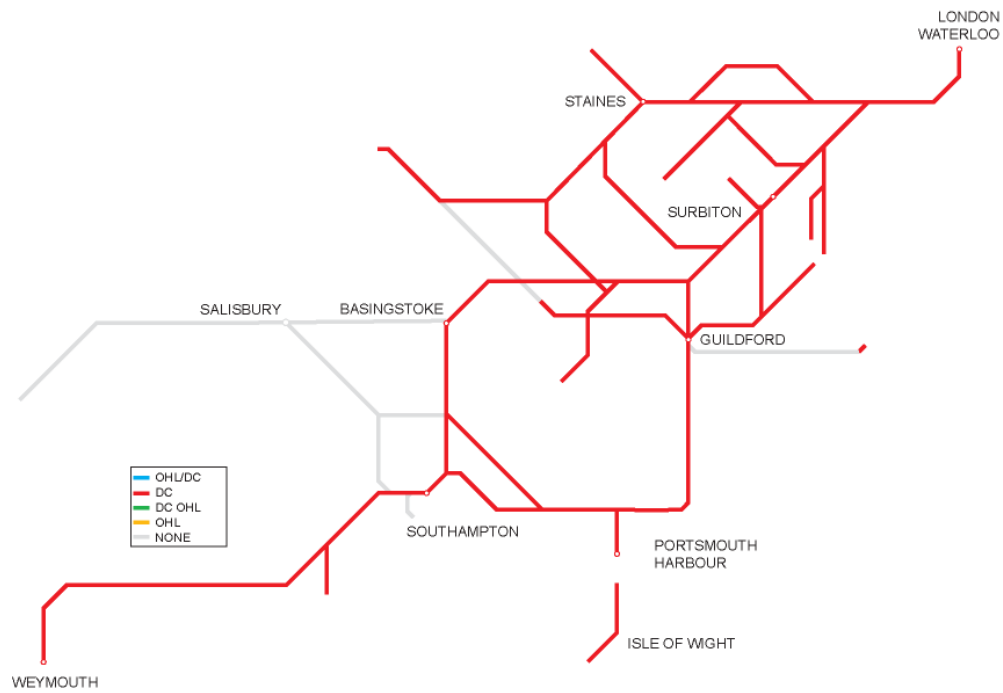 LONDON
WATERLOO
STAINES
SURBITON
SALISBURY
BASINGSTOKE
GUILDFORD
OHL/DC
DC
DC OHL
OHL
NONE
SOUTHAMPTON
PORTSMOUTH
HARBOUR
ISLE OF WIGHT
WEYMOUTH